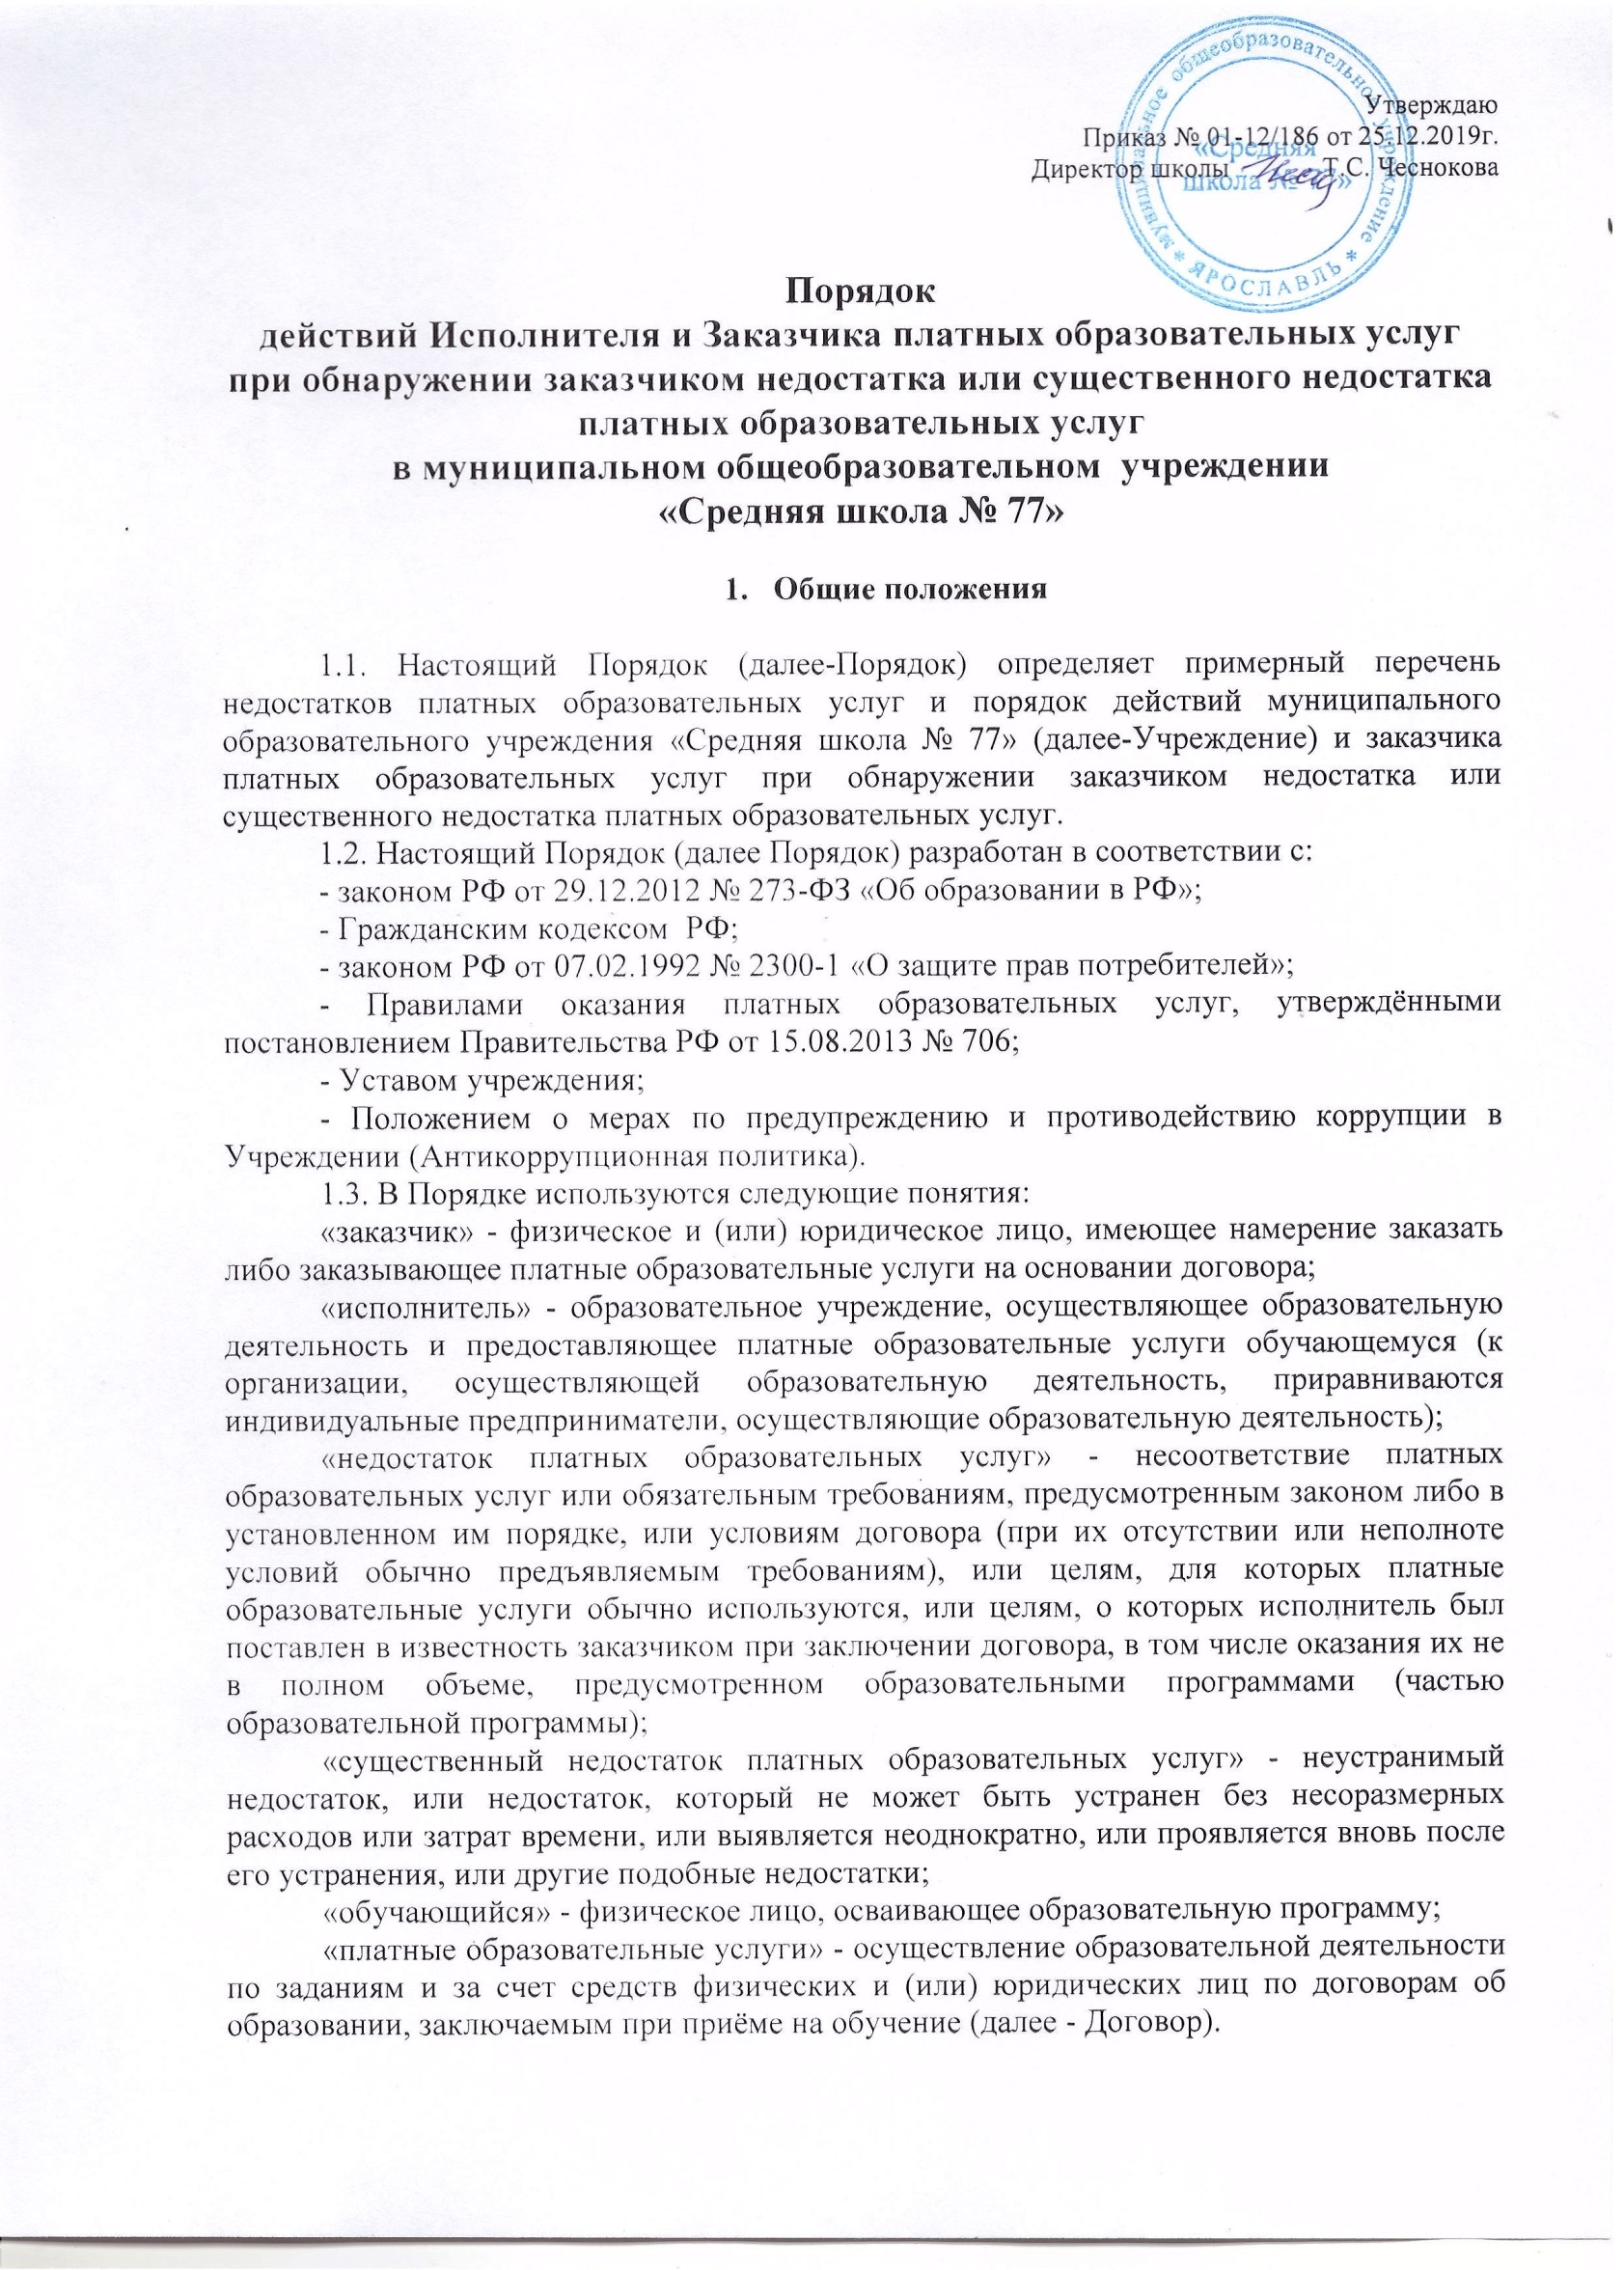 муниципальное общеобразовательное учреждение
* ЯРОСЛАВЛЬ *
«Средняя
школа №
Утверждаю
Приказ № 01-12/186 от 25.12.2019г.
Директор школы Т.С. Чеснокова
Порядок
действий Исполнителя и Заказчика платных образовательных услуг
при обнаружении заказчиком недостатка или существенного недостатка
платных образовательных услуг
в муниципальном общеобразовательном учреждении
«Средняя школа № 77»
1. Общие положения
1.1. Настоящий Порядок (далее-Порядок) определяет примерный перечень
недостатков платных образовательных услуг и порядок действий муниципального
образовательного учреждения «Средняя школа № 77» (далее-Учреждение) и заказчика
платных образовательных услуг при обнаружении заказчиком недостатка или
существенного недостатка платных образовательных услуг.
1.2. Настоящий Порядок (далее Порядок) разработан в соответствии с:
- законом РФ от 29.12.2012 № 273-ФЗ «Об образовании в РФ»;
- Гражданским кодексом РФ;
- законом РФ от 07.02.1992 № 2300-1 «О защите прав потребителей»;
- Правилами оказания платных образовательных услуг, утверждёнными
постановлением Правительства РФ от 15.08.2013 № 706;
- Уставом учреждения;
- Положением о мерах по предупреждению и противодействию коррупции в
Учреждении (Антикоррупционная политика).
1.3. В Порядке используются следующие понятия:
«заказчик» - физическое и (или) юридическое лицо, имеющее намерение заказать
либо заказывающее платные образовательные услуги на основании договора;
«исполнитель» - образовательное учреждение, осуществляющее образовательную
деятельность и предоставляющее платные образовательные услуги обучающемуся (к
организации, осуществляющей образовательную деятельность, приравниваются
индивидуальные предприниматели, осуществляющие образовательную деятельность);
«недостаток платных образовательных услуг» - несоответствие платных
образовательных услуг или обязательным требованиям, предусмотренным законом либо в
установленном им порядке, или условиям договора (при их отсутствии или неполноте
условий обычно предъявляемым требованиям), или целям, для которых платные
образовательные услуги обычно используются, или целям, о которых исполнитель был
поставлен в известность заказчиком при заключении договора, в том числе оказания их не
в полном объеме, предусмотренном образовательными программами (частью
образовательной программы);
«существенный недостаток платных образовательных услуг» - неустранимый
недостаток, или недостаток, который не может быть устранен без несоразмерных
расходов или затрат времени, или выявляется неоднократно, или проявляется вновь после
его устранения, или другие подобные недостатки;
«обучающийся» - физическое лицо, осваивающее образовательную программу;
«платные образовательные услуги» - осуществление образовательной деятельности
по заданиям и за счет средств физических и (или) юридических лиц по договорам об
образовании, заключаемым при приёме на обучение (далее - Договор).